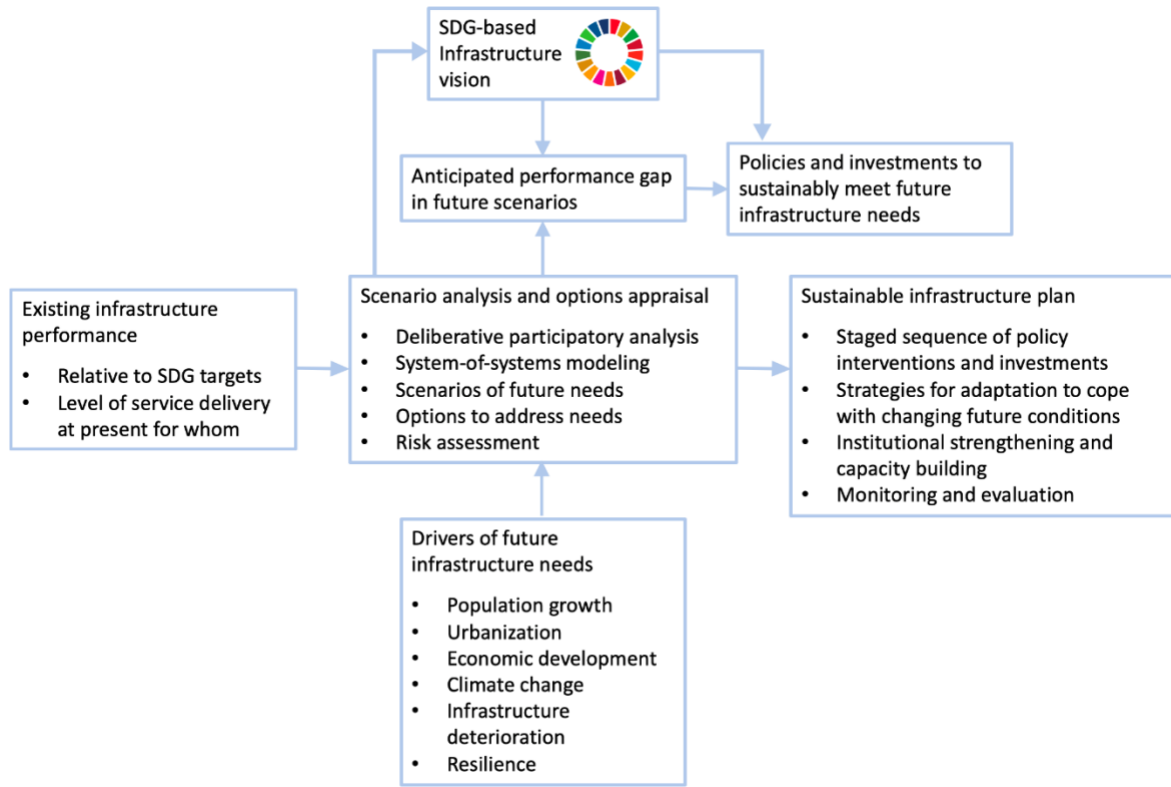 SDG-based
Infrastructure
vision
Anticipated performance gap
in future scenarios
Policies and investments to
sustainably meet future
infrastructure needs
Existing infrastructure
performance
• Relative to SDG targets
• Level of service delivery
at present for whom
Scenario analysis and options appraisal
• Deliberative participatory analysis
• System-of-systems modeling
• Scenarios of future needs
• Options to address needs
• Risk assessment
Sustainable infrastructure plan
• Staged sequence of policy
interventions and investments
• Strategies for adaptation to cope
with changing future conditions
• Institutional strengthening and
capacity building
• Monitoring and evaluation
Drivers of future
infrastructure needs
• Population growth
• Urbanization
• Economic development
• Climate change
• Infrastructure
deterioration
• Resilience